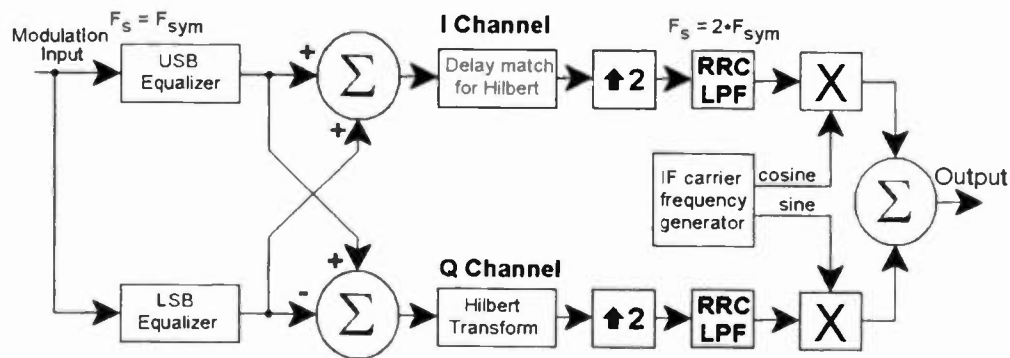 Modulation
Input
Fs = Fsym
USB
Equalizer
+
+
Σ
I Channel
Delay match
for Hilbert
↑2
Fs = 2•Fsym
RRC
LPF
X
IF carrier
frequency
generator
cosine
sine
Σ
Output
LSB
Equalizer
+
-
Σ
Q Channel
Hilbert
Transform
↑2
RRC
LPF
X